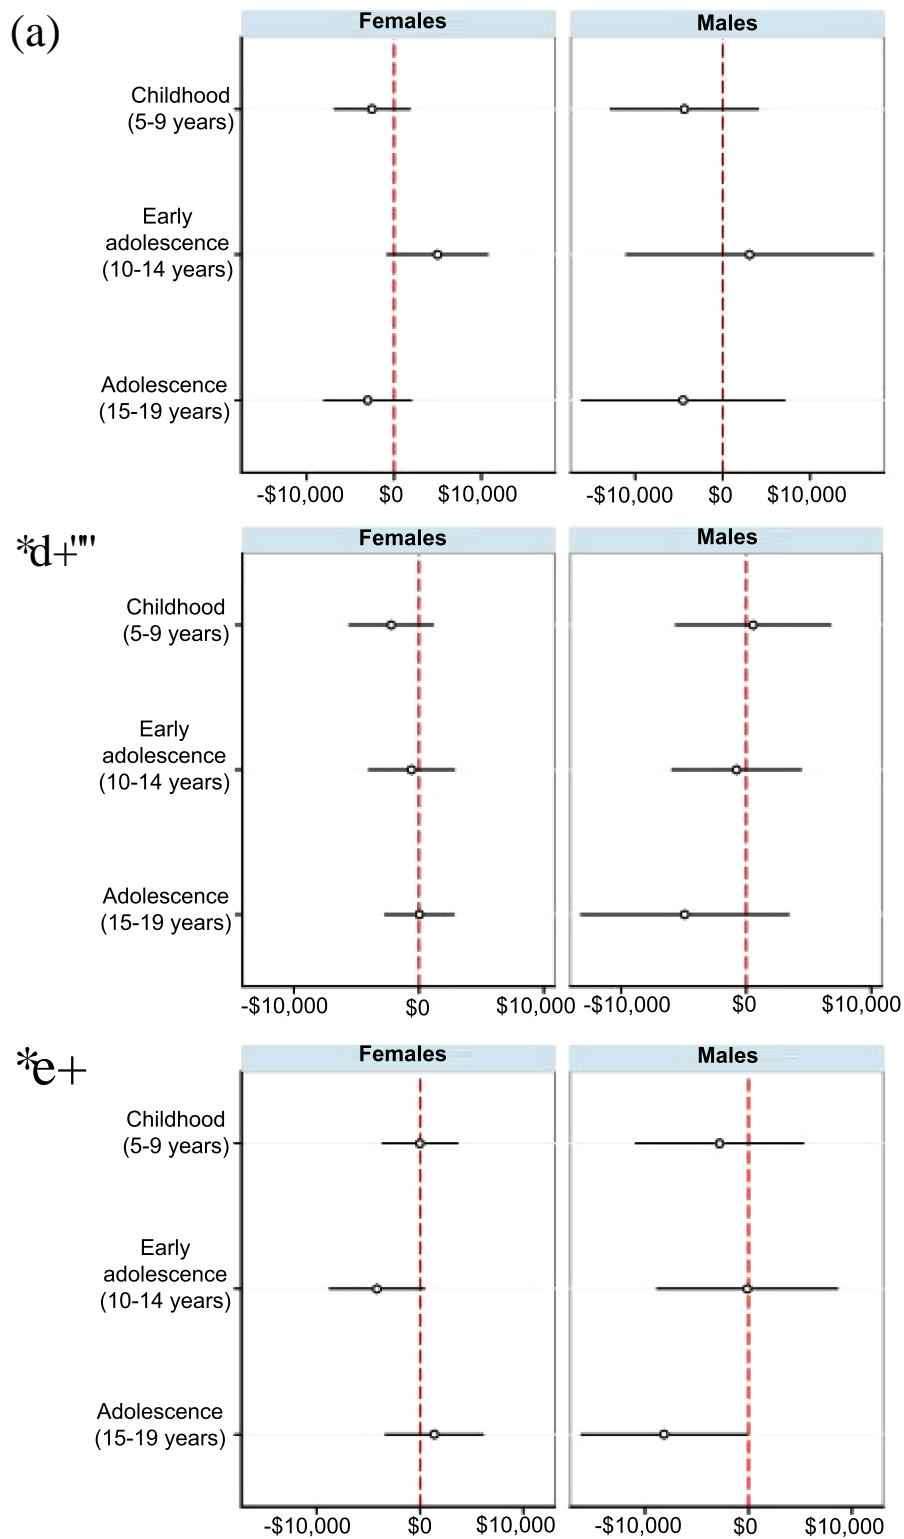 (a)
Females Males
Childhood
(5-9 years)
Early
adolescence
(10-14 years)
Adolescence
(15-19 years)
-$10,000 $0 $10,000 -$10,000 $0 $10,000
*d+""
Females Males
Childhood
(5-9 years)
Early
adolescence
(10-14 years)
Adolescence
(15-19 years)
-$10,000 $0 $10,000 -$10,000 $0 $10,000
*e+
Females Males
Childhood
(5-9 years)
Early
adolescence
(10-14 years)
Adolescence
(15-19 years)
-$10,000 $0 $10,000 -$10,000 $0 $10,000